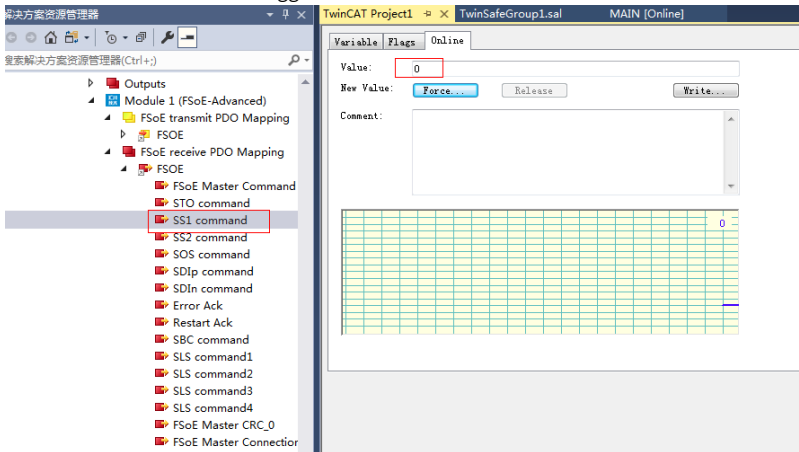 解决方案资源管理器
搜索解决方案资源管理器(Ctrl+;)
Outputs
Module 1 (FSoE-Advanced)
FSoE transmit PDO Mapping
FSOE
FSoE receive PDO Mapping
FSOE
FSoE Master Command
STO command
SS1 command
SS2 command
SOS command
SDIp command
SDIn command
Error Ack
Restart Ack
SBC command
SLS command1
SLS command2
SLS command3
SLS command4
FSoE Master CRC_0
FSoE Master Connection
TwinCAT Project1 TwinSafeGroup1.sal MAIN [Online]
Variable Flags Online
Value: 0
New Value: Force... Release Write...
Comment:
0